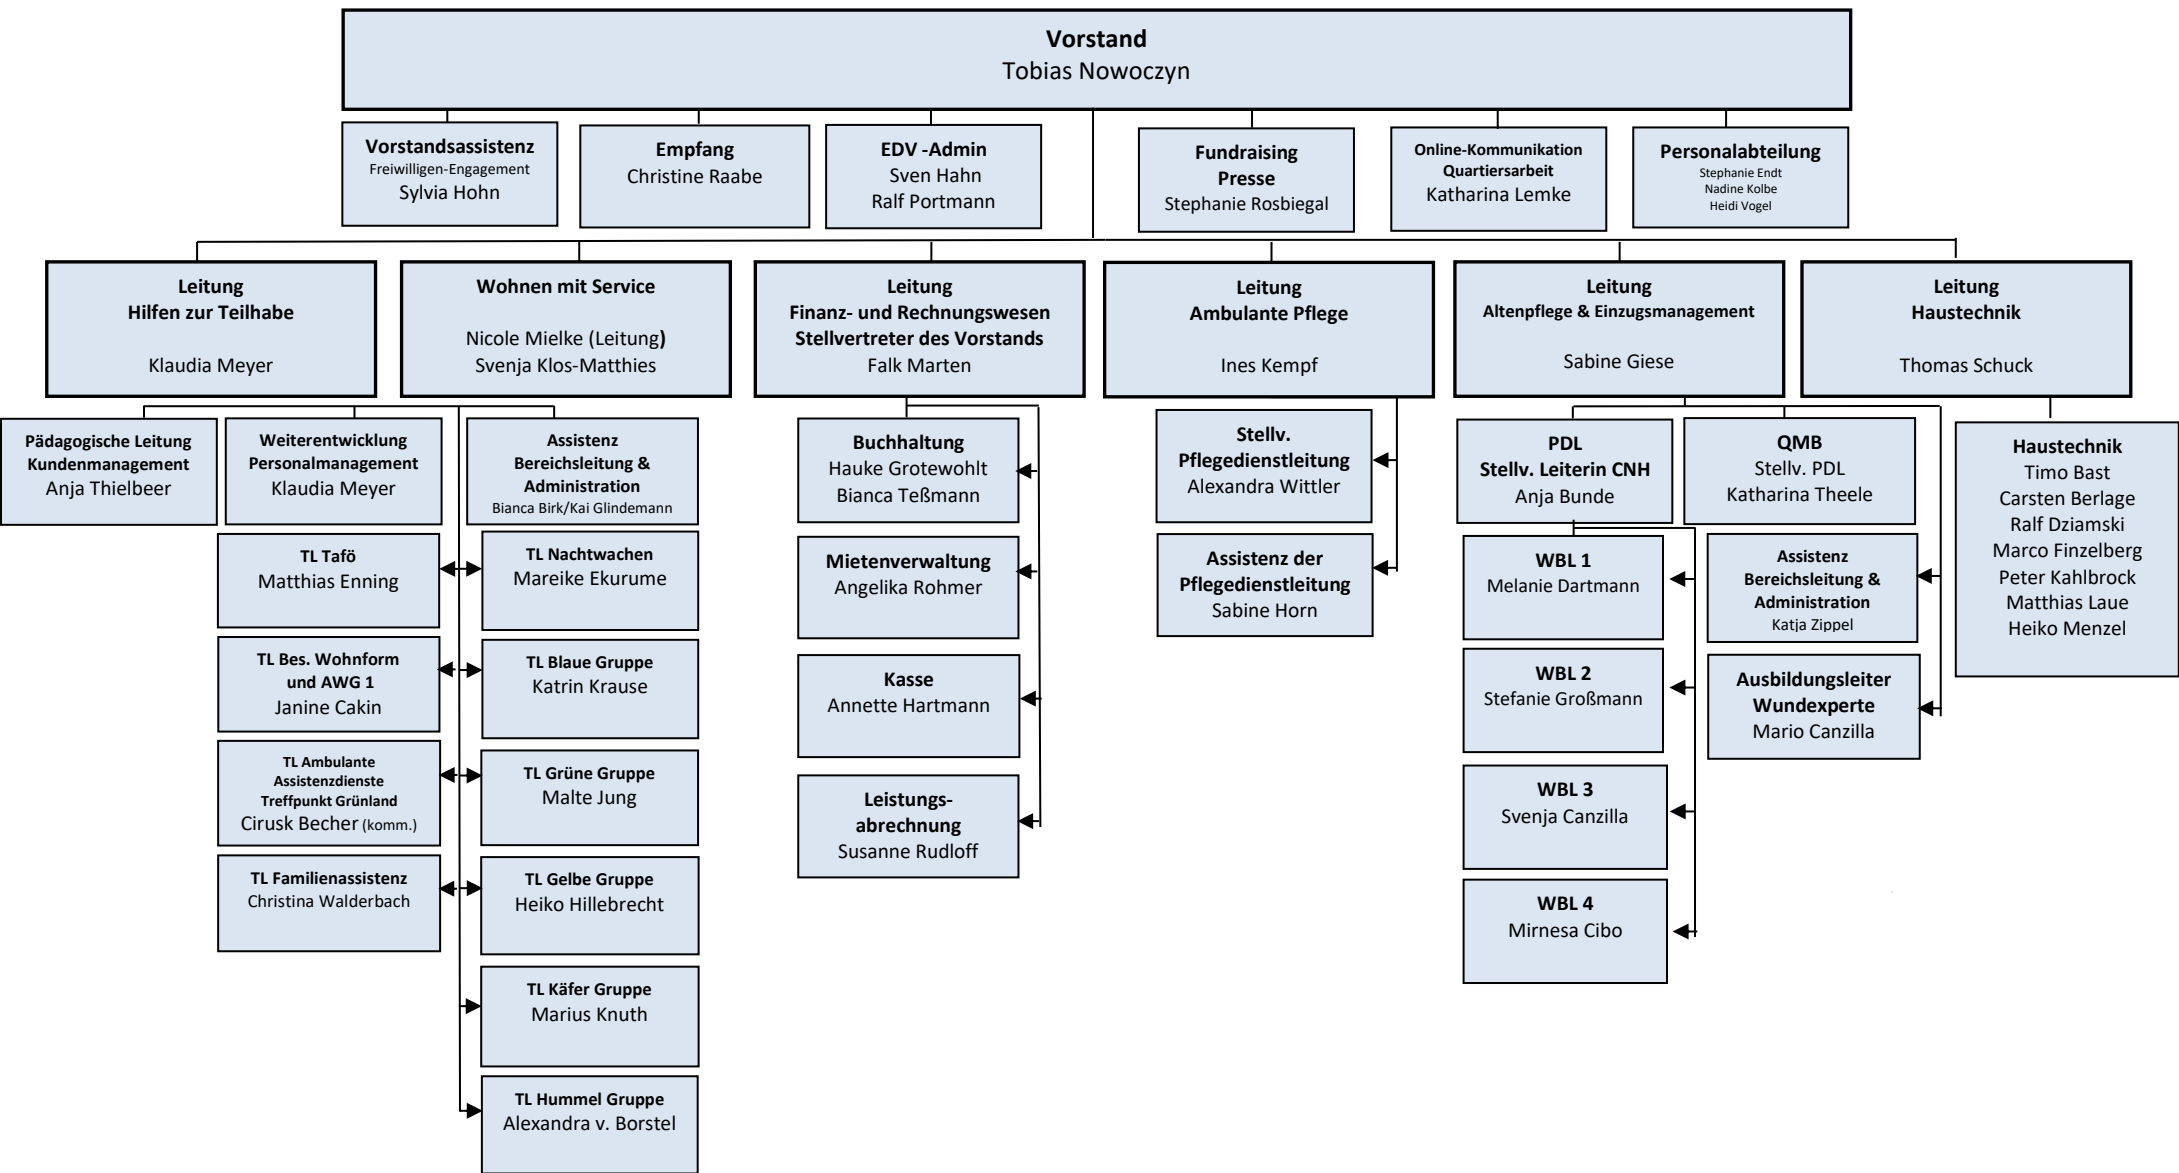 Vorstand
Tobias Nowoczyn
Vorstandsassistenz
Freiwilligen-Engagement
Sylvia Hohn
Empfang
Christine Raabe
EDV -Admin
Sven Hahn
Ralf Portmann
Fundraising
Presse
Stephanie Rosbiegal
Online-Kommunikation
Quartiersarbeit
Katharina Lemke
Personalabteilung
Stephanie Endt
Nadine Kolbe
Heidi Vogel
Leitung
Hilfen zur Teilhabe
Klaudia Meyer
Wohnen mit Service
Nicole Mielke (Leitung)
Svenja Klos-Matthies
Leitung
Finanz- und Rechnungswesen
Stellvertreter des Vorstands
Falk Marten
Leitung
Ambulante Pflege
Ines Kempf
Leitung
Altenpflege & Einzugsmanagement
Sabine Giese
Leitung
Haustechnik
Thomas Schuck
Pädagogische Leitung
Kundenmanagement
Anja Thielbeer
Weiterentwicklung
Personalmanagement
Klaudia Meyer
Assistenz
Bereichsleitung &
Administration
Bianca Birk/Kai Glindemann
TL Tafö
Matthias Enning
TL Nachtwachen
Mareike Ekurume
TL Bes. Wohnform
und AWG 1
Janine Cakin
TL Blaue Gruppe
Katrin Krause
TL Ambulante
Assistenzdienste
Treffpunkt Grünland
Cirusk Becher (komm.)
TL Grüne Gruppe
Malte Jung
TL Familienassistenz
Christina Walderbach
TL Gelbe Gruppe
Heiko Hillebrecht
TL Käfer Gruppe
Marius Knuth
TL Hummel Gruppe
Alexandra v. Borstel
Buchhaltung
Hauke Grotewohlt
Bianca Teßmann
Mietenverwaltung
Angelika Rohmer
Kasse
Annette Hartmann
Leistungs-
abrechnung
Susanne Rudloff
Stellv.
Pflegedienstleitung
Alexandra Wittler
Assistenz der
Pflegedienstleitung
Sabine Horn
PDL
Stellv. Leiterin CNH
Anja Bunde
QMB
Stellv. PDL
Katharina Theele
WBL 1
Melanie Dartmann
WBL 2
Stefanie Großmann
WBL 3
Svenja Canzilla
WBL 4
Mirnesa Cibo
Assistenz
Bereichsleitung &
Administration
Katja Zippel
Ausbildungsleiter
Wundexperte
Mario Canzilla
Haustechnik
Timo Bast
Carsten Berlage
Ralf Dziamski
Marco Finzelberg
Peter Kahlbrock
Matthias Laue
Heiko Menzel